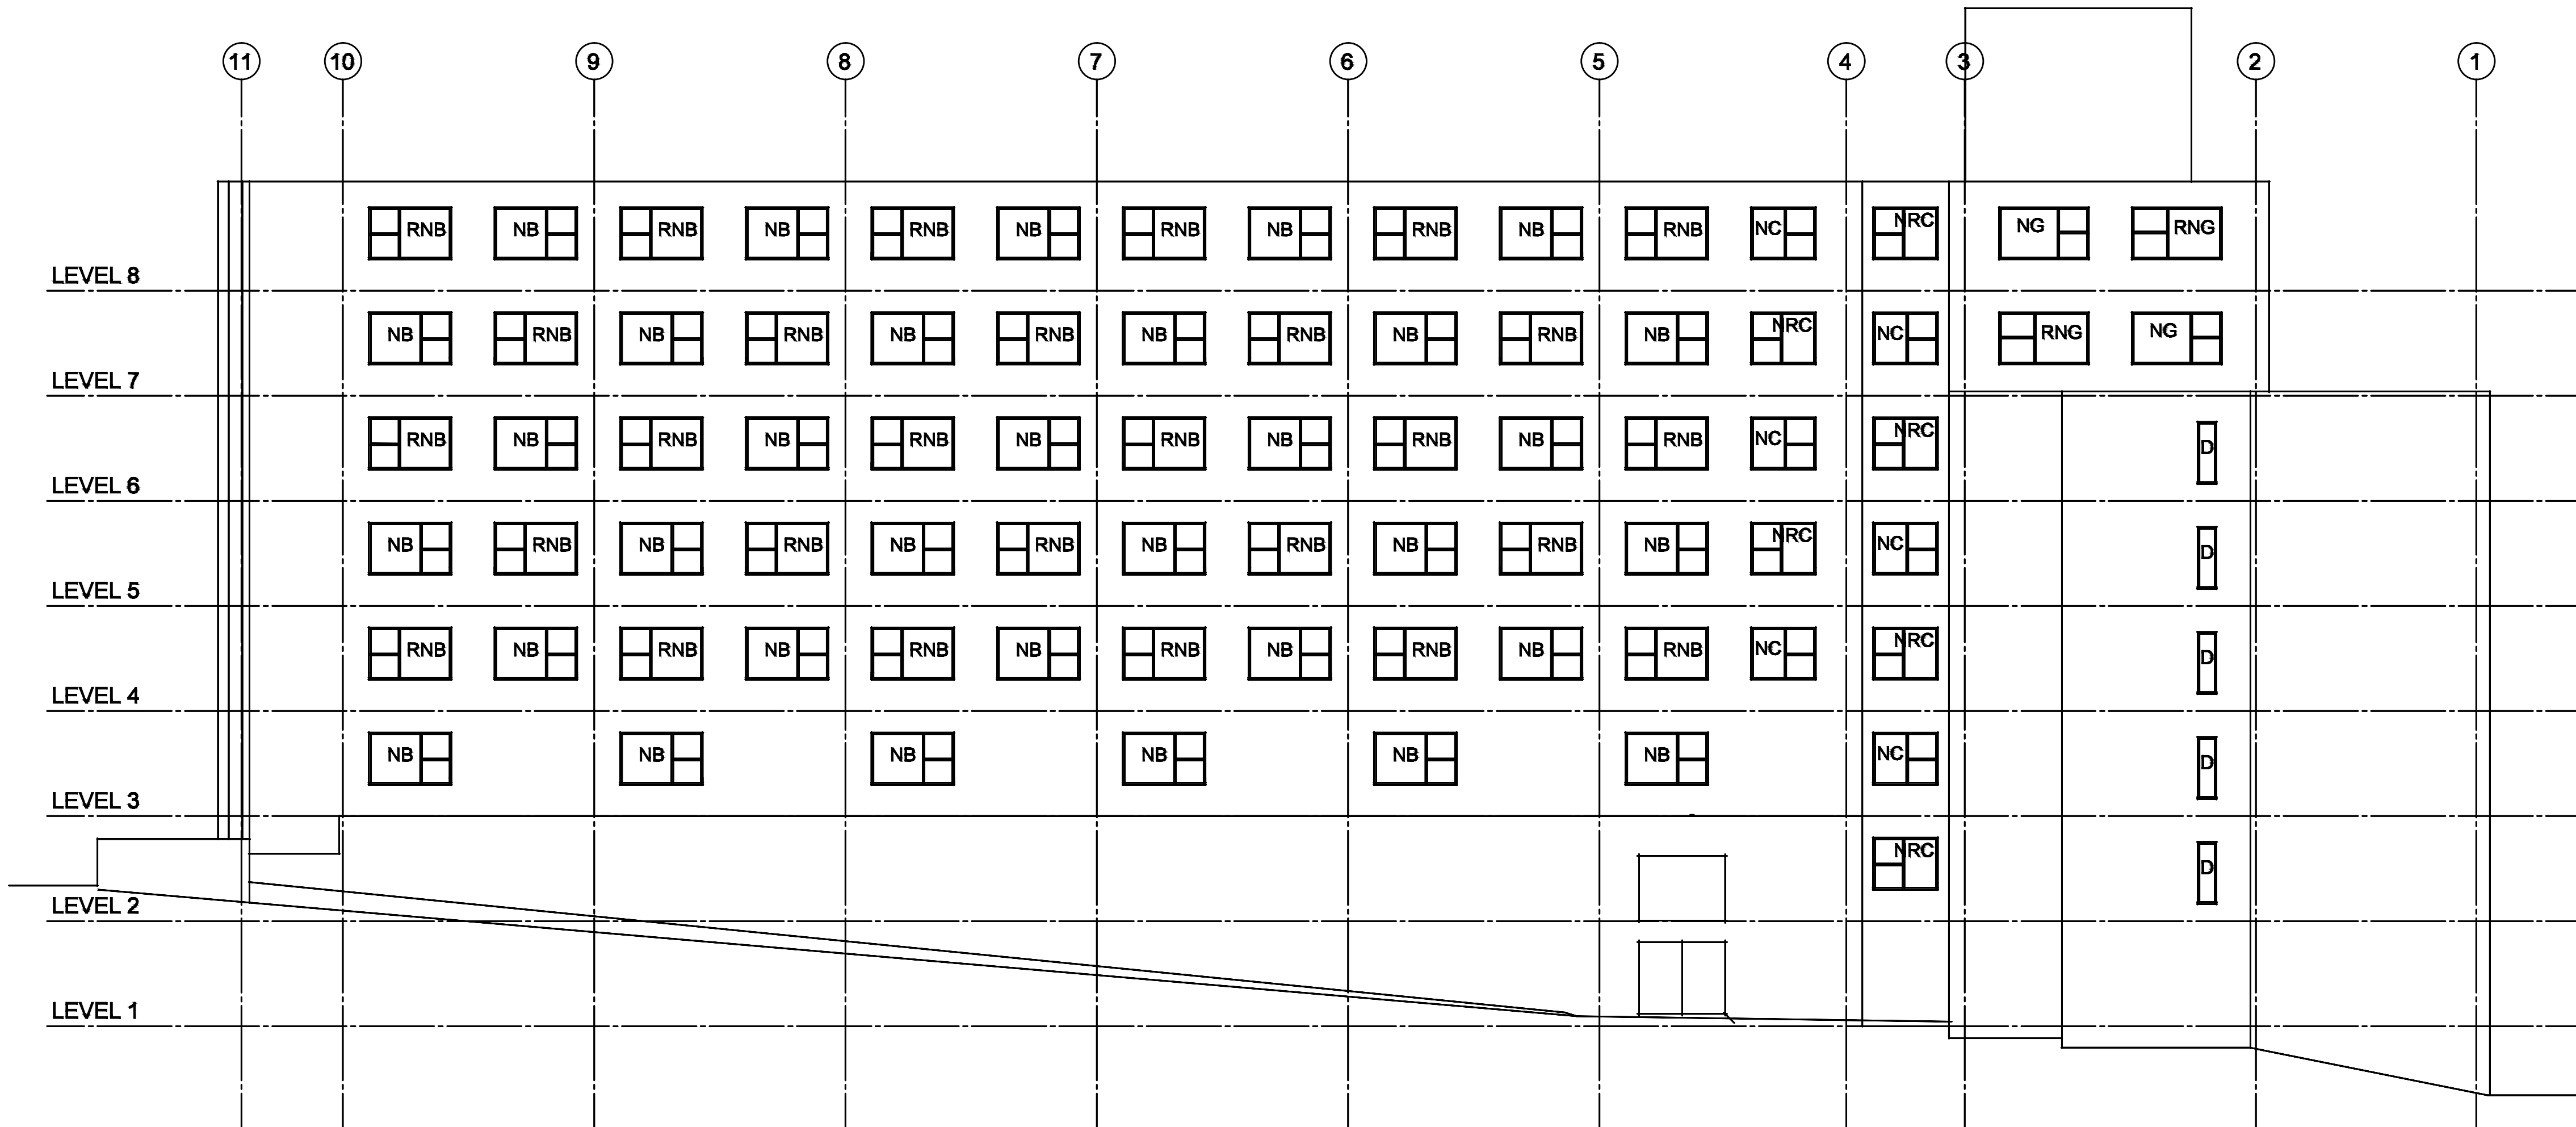 11 10 9 8 7 6 5 4 3 2 1
RNB NB RNB NB RNB NB RNB NB RNB NB RNB NC NRC NG RNG
LEVEL 8
NB RNB NB RNB NB RNB NB RNB NB RNB NB NRC NC RNG NG
LEVEL 7
RNB NB RNB NB RNB NB RNB NB RNB NB RNB NC NRC D
LEVEL 6
NB RNB NB RNB NB RNB NB RNB NB RNB NB NRC NC D
LEVEL 5
RNB NB RNB NB RNB NB RNB NB RNB NB RNB NC NRC D
LEVEL 4
NB NB NB NB NB NB NC D
LEVEL 3
NRC D
LEVEL 2
LEVEL 1